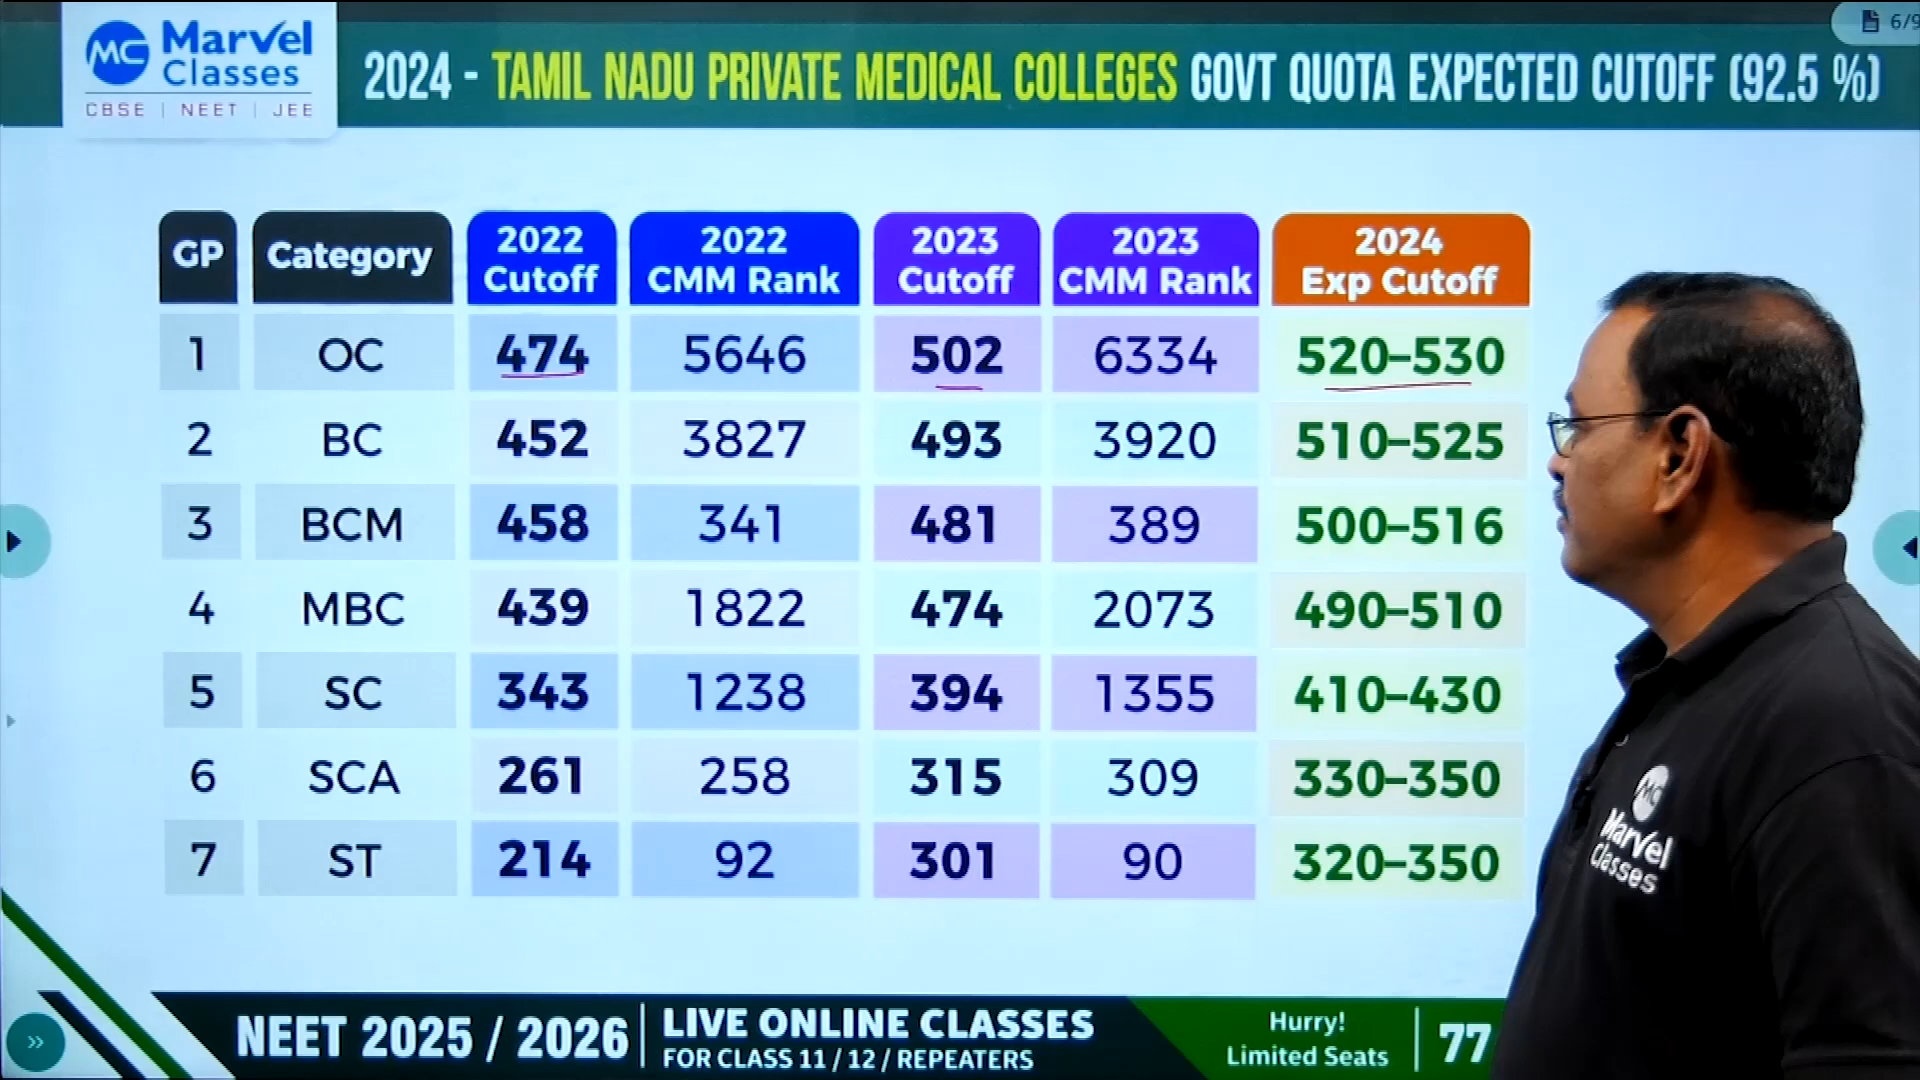 MC Marvel
Classes
CBSE | NEET | JEE
6/9
2024 - TAMIL NADU PRIVATE MEDICAL COLLEGES GOVT QUOTA EXPECTED CUTOFF (92.5 %)
GP Category 2022 Cutoff 2022 CMM Rank 2023 Cutoff 2023 CMM Rank 2024 Exp Cutoff
1 OC 474 5646 502 6334 520–530
2 BC 452 3827 493 3920 510–525
3 BCM 458 341 481 389 500–516
4 MBC 439 1822 474 2073 490–510
5 SC 343 1238 394 1355 410–430
6 SCA 261 258 315 309 330–350
7 ST 214 92 301 90 320–350
MC
Marvel
Classes
NEET 2025 / 2026
LIVE ONLINE CLASSES
FOR CLASS 11 / 12 / REPEATERS
Hurry!
Limited Seats
77